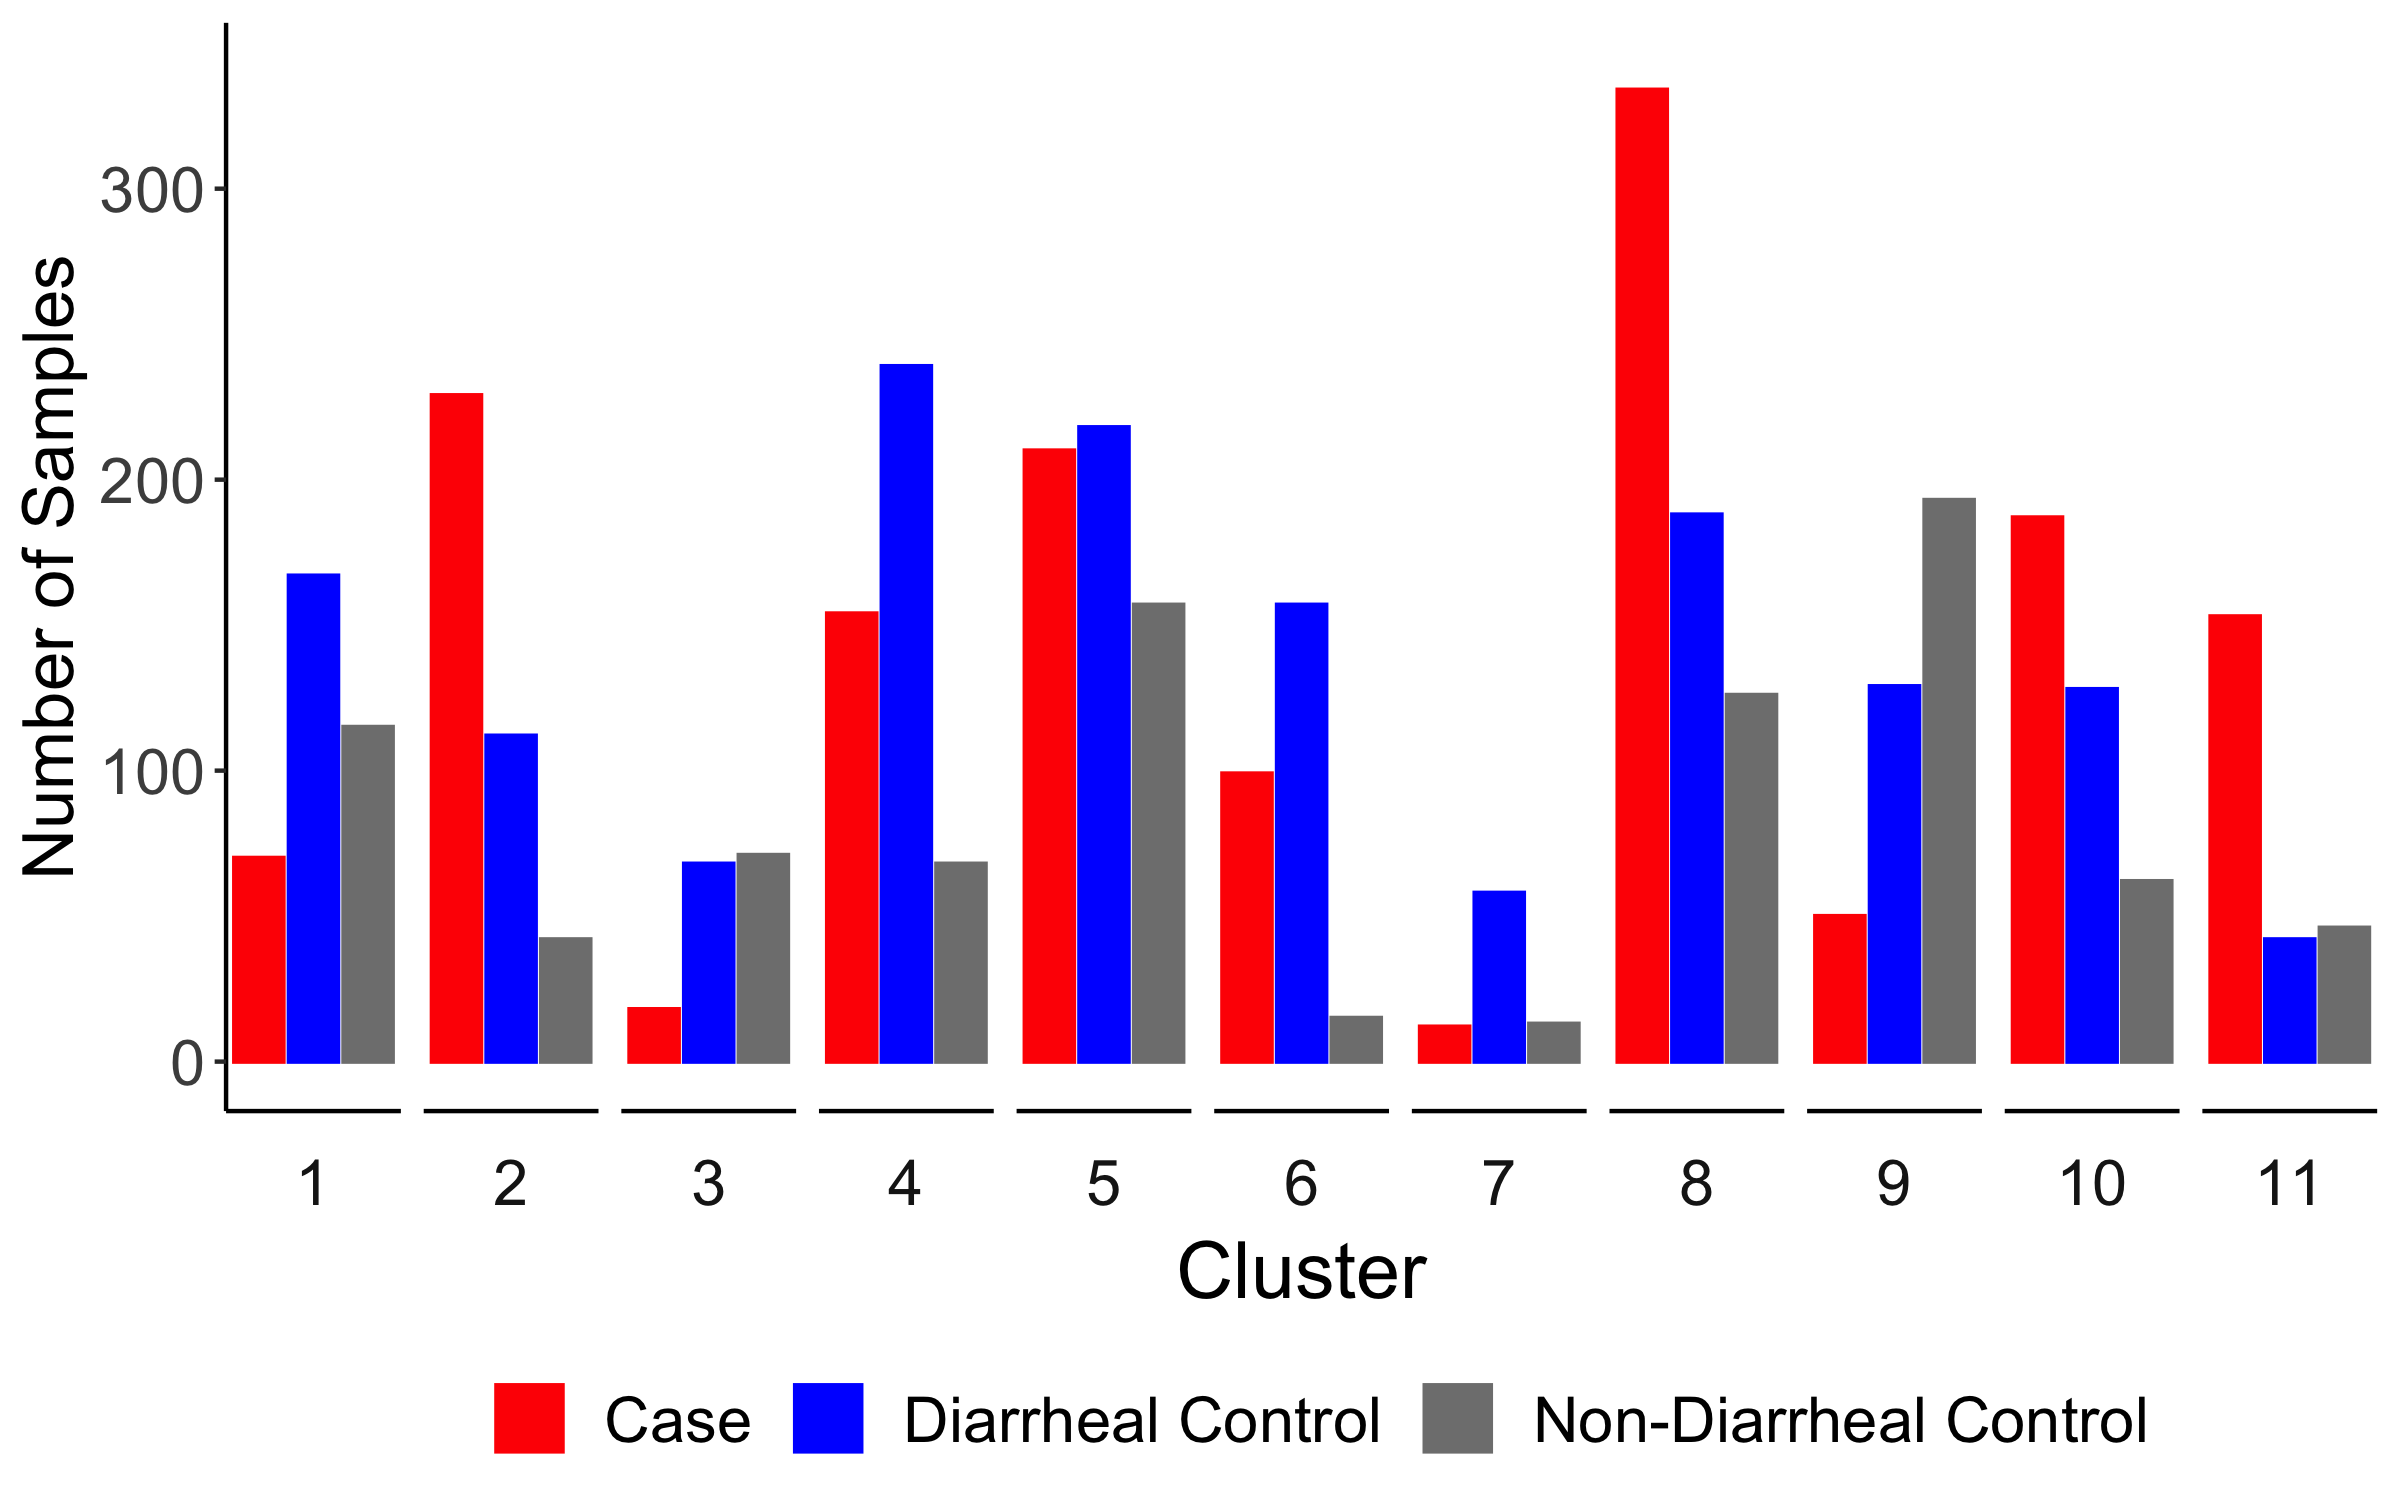 Number of Samples
300
200
100
0
1 2 3 4 5 6 7 8 9 10 11
Cluster
Case Diarrheal Control Non-Diarrheal Control